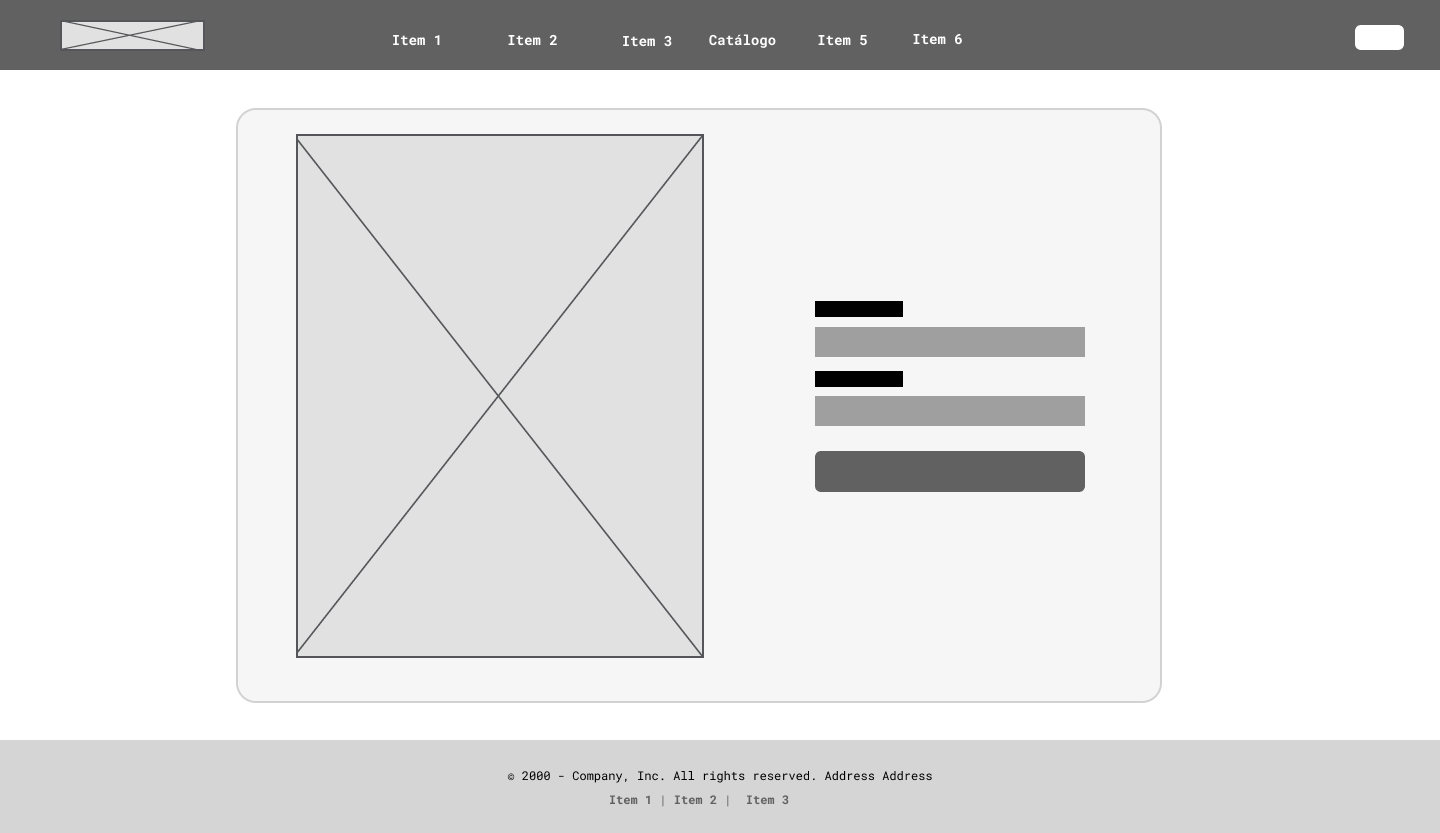 Item 1 Item 2 Item 3 Catálogo Item 5 Item 6
© 2000 - Company, Inc. All rights reserved. Address Address
Item 1 | Item 2 | Item 3